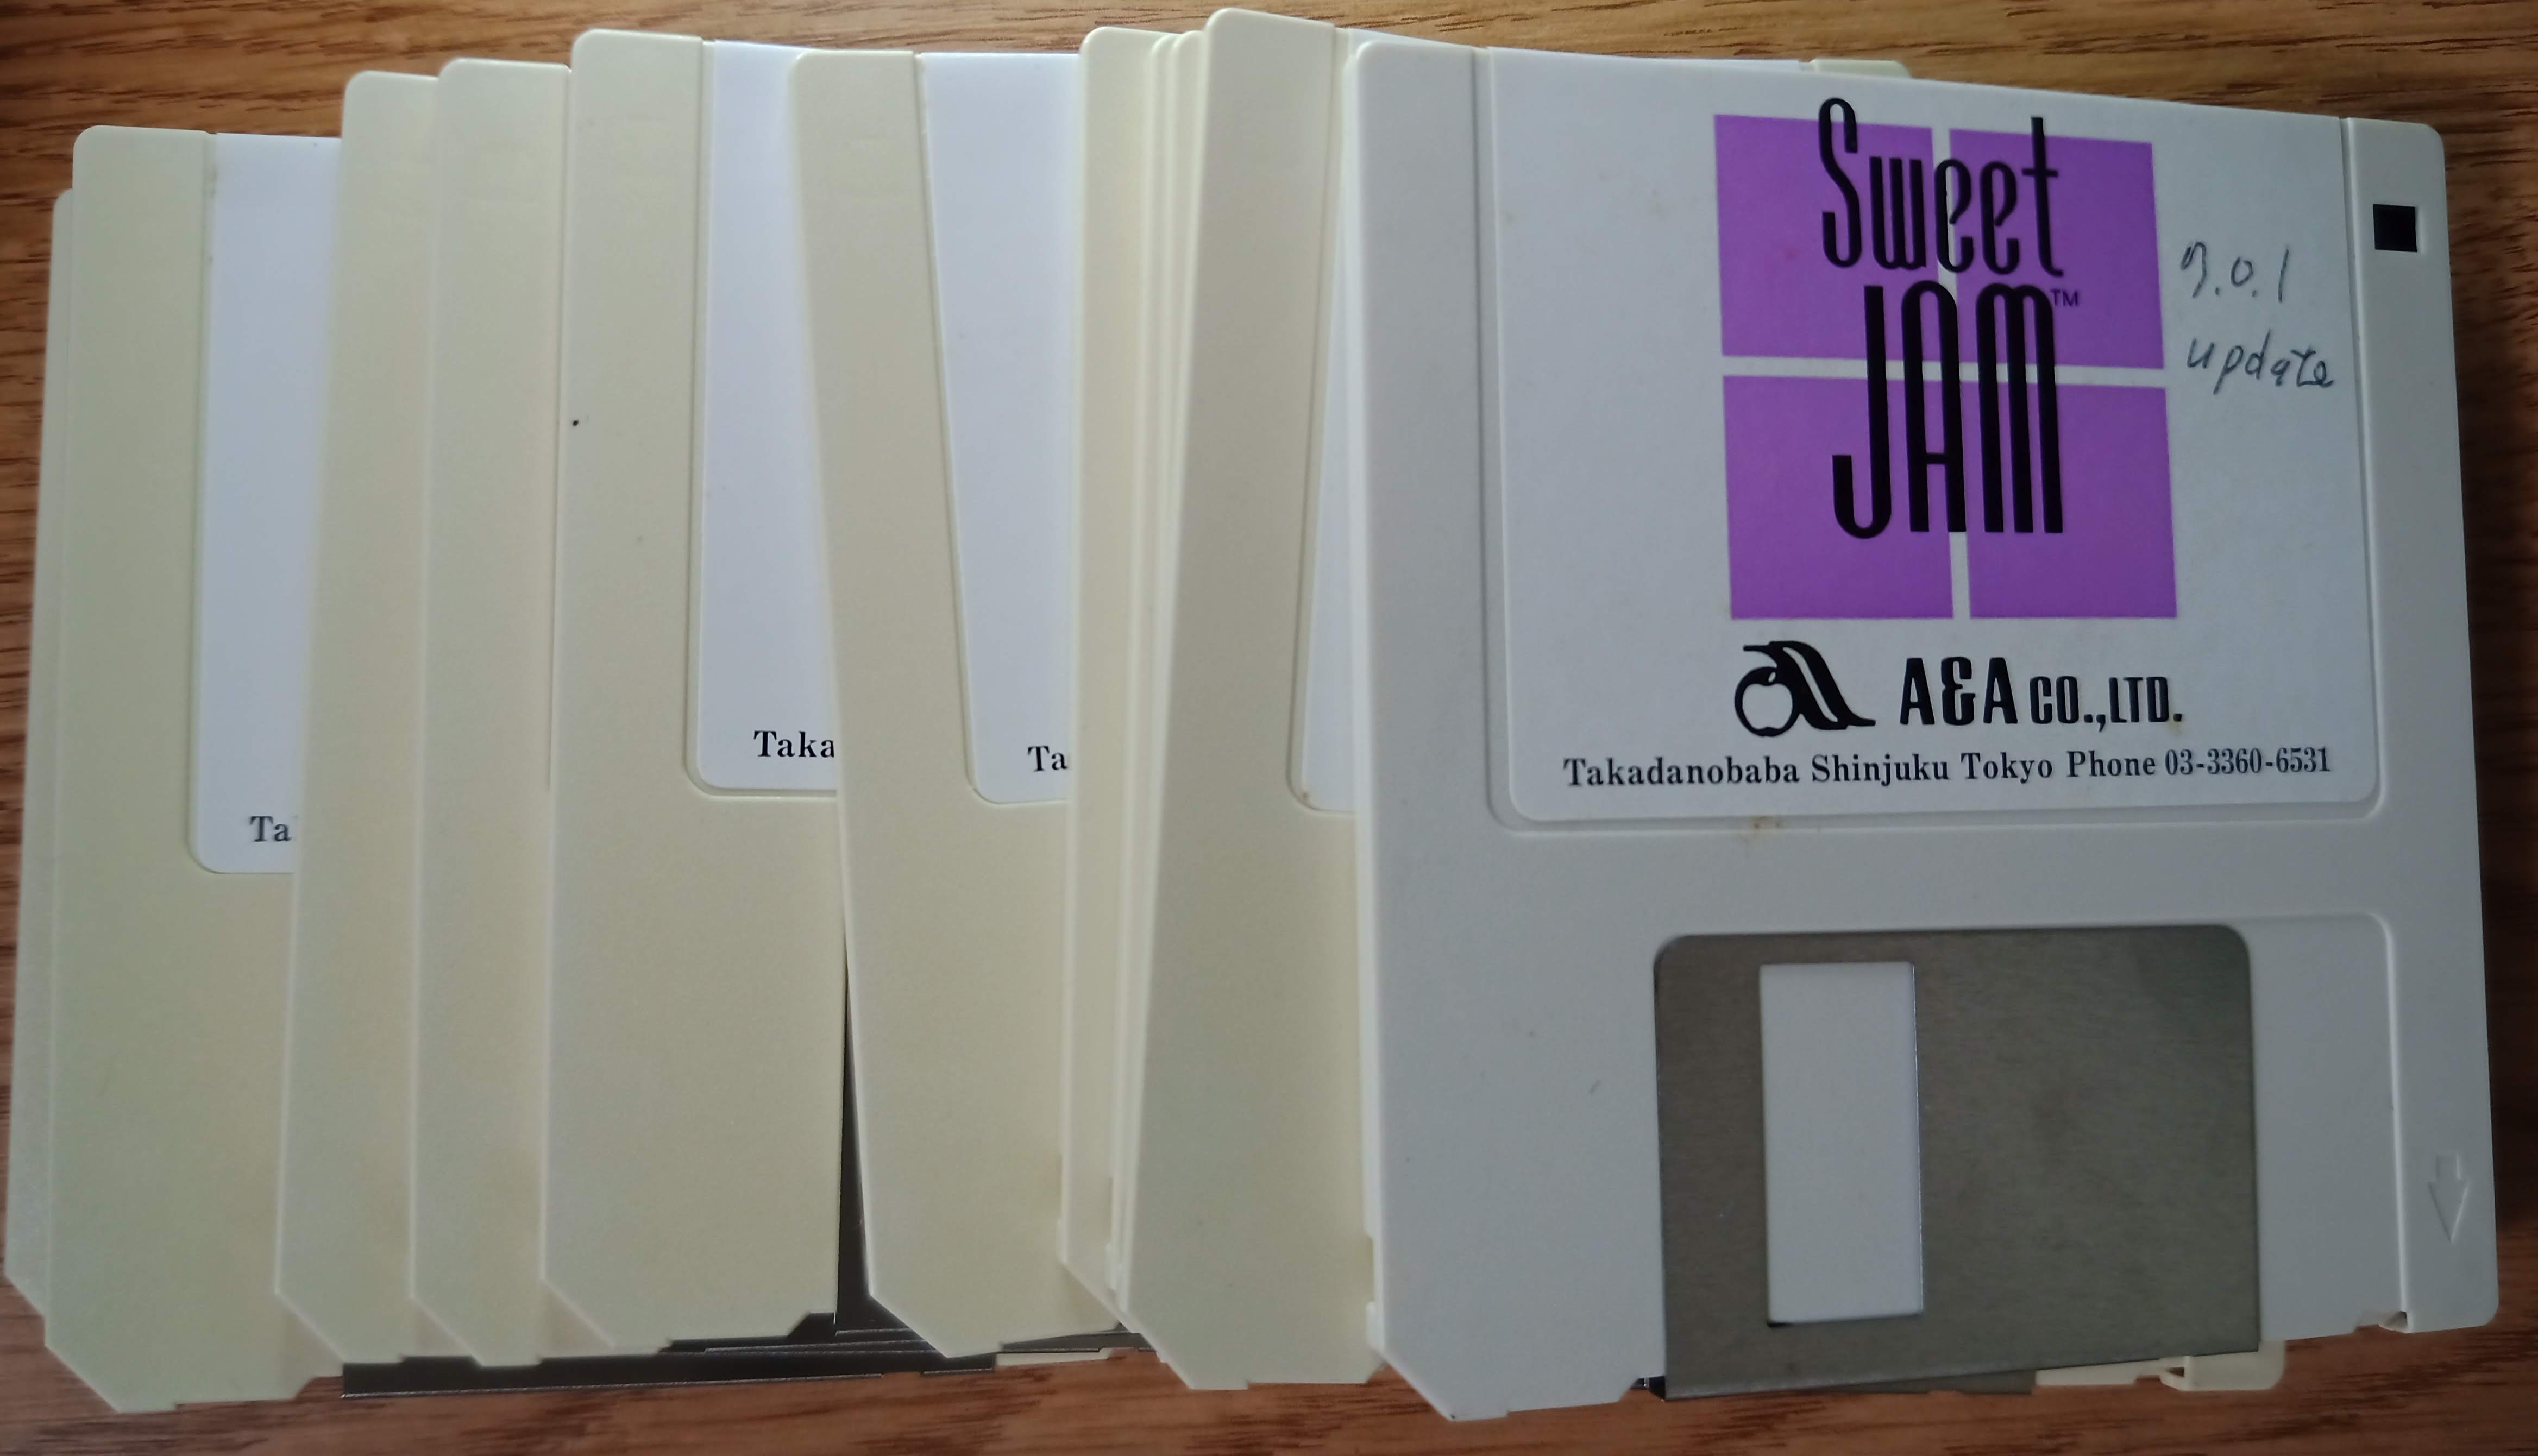 Sweet
JAM™
7.0.1
update
A&A CO.,LTD.
Takadanobaba Shinjuku Tokyo Phone 03-3360-6531
Ta
Taka
Ta